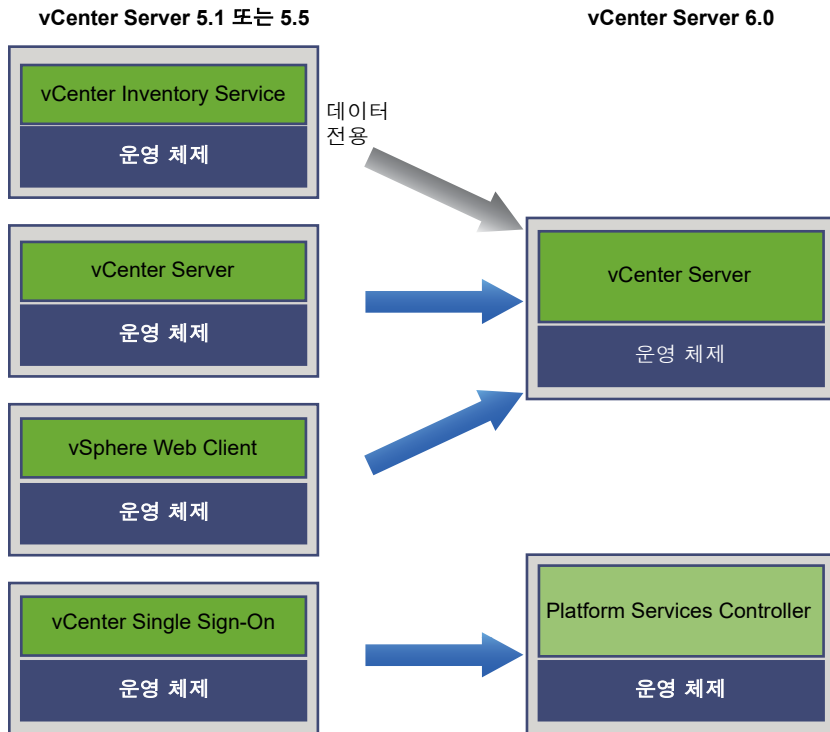 vCenter Server 5.1 또는 5.5
vCenter Server 6.0
vCenter Inventory Service
운영 체제
데이터
전용
vCenter Server
운영 체제
vCenter Server
운영 체제
vSphere Web Client
운영 체제
vCenter Single Sign-On
운영 체제
Platform Services Controller
운영 체제